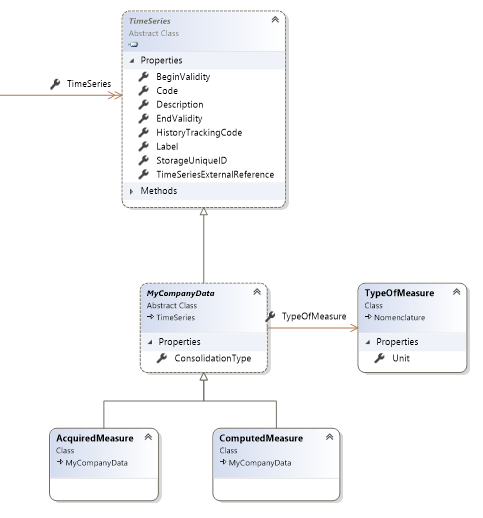 TimeSeries
Abstract Class
Properties
TimeSeries
BeginValidity
Code
Description
EndValidity
HistoryTrackingCode
Label
StorageUniqueID
TimeSeriesExternalReference
Methods
MyCompanyData
Abstract Class
TimeSeries
Properties
ConsolidationType
TypeOfMeasure
TypeOfMeasure
Class
Nomenclature
Properties
Unit
AcquiredMeasure
Class
MyCompanyData
ComputedMeasure
Class
MyCompanyData